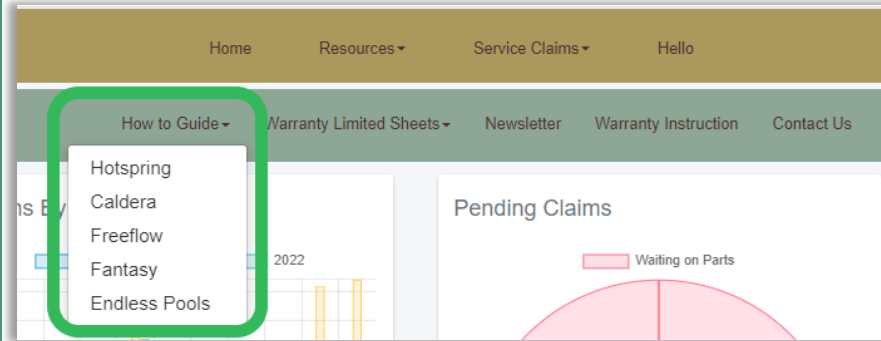 Home Resources Service Claims Hello
How to Guide Warranty Limited Sheets Newsletter Warranty Instruction Contact Us
Hotspring
Caldera
Freeflow
Fantasy
Endless Pools
Pending Claims
2022
Waiting on Parts